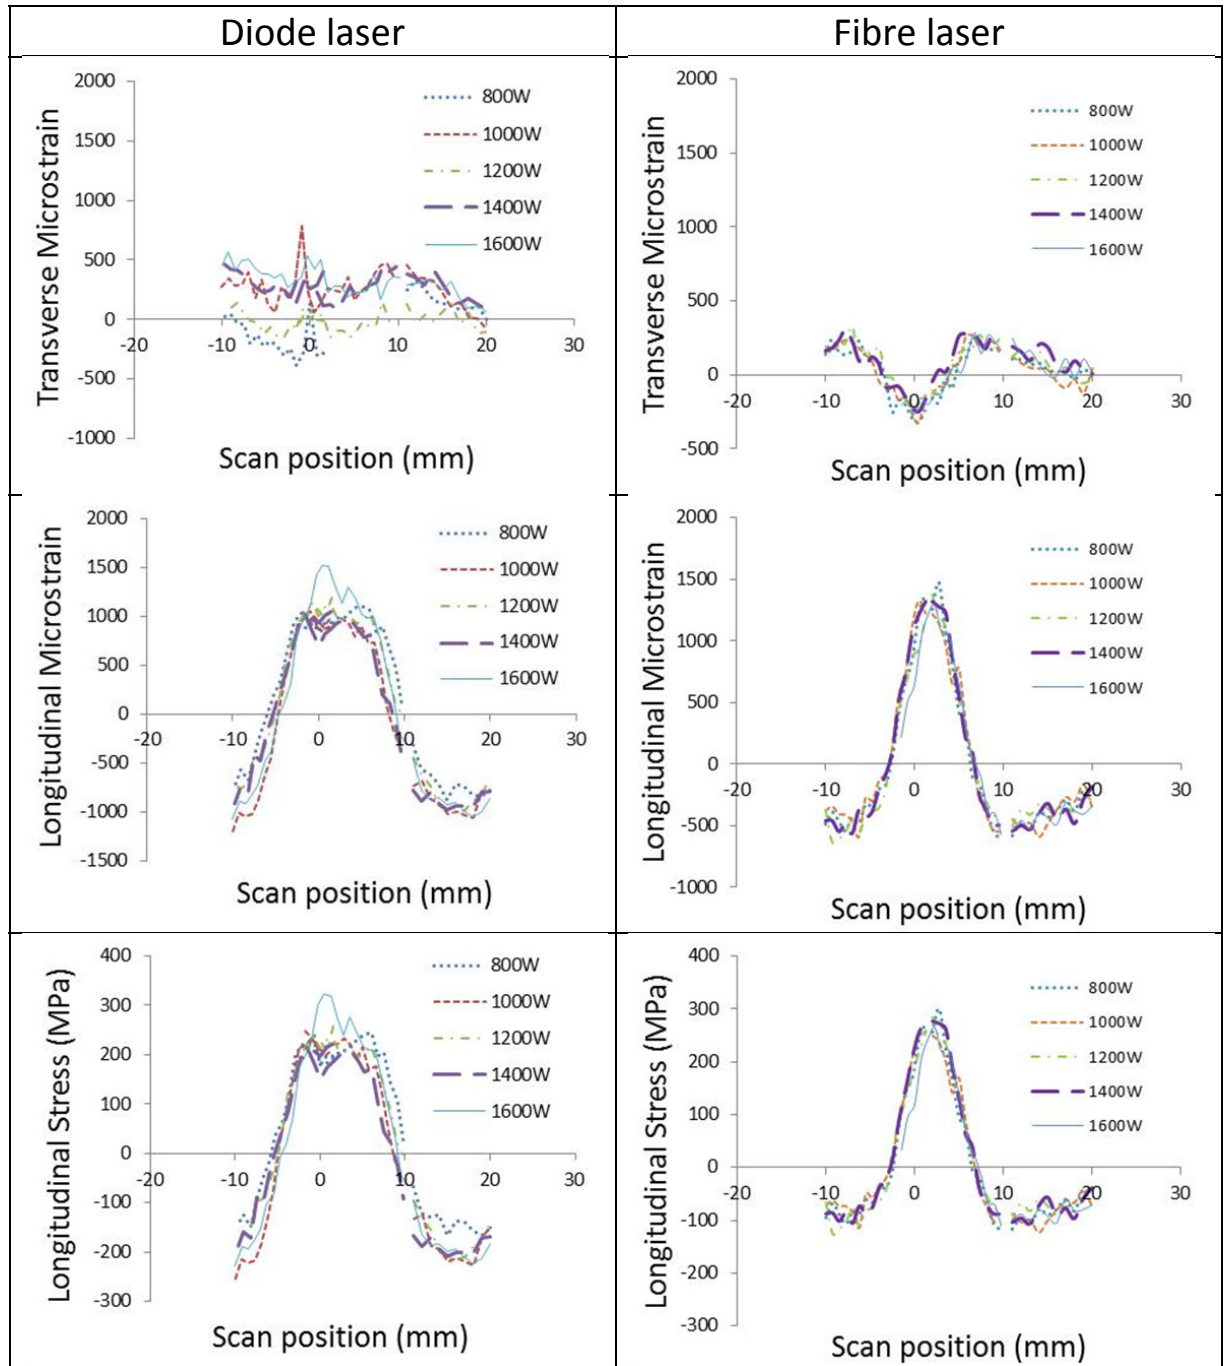 Diode laser
Fibre laser
Transverse Microstrain
2000
1500
1000
500
0
-500
-1000
-20 -10 0 10 20 30
800W
1000W
1200W
1400W
1600W
Scan position (mm)
Transverse Microstrain
2000
1500
1000
500
0
-500
-20 -10 0 10 20 30
800W
1000W
1200W
1400W
1600W
Scan position (mm)
Longitudinal Microstrain
2000
1500
1000
500
0
-500
-1000
-1500
-20 -10 0 10 20 30
800W
1000W
1200W
1400W
1600W
Scan position (mm)
Longitudinal Microstrain
2000
1500
1000
500
0
-500
-1000
-20 -10 0 10 20 30
800W
1000W
1200W
1400W
1600W
Scan position (mm)
Longitudinal Stress (MPa)
400
300
200
100
0
-100
-200
-300
-20 -10 0 10 20 30
800W
1000W
1200W
1400W
1600W
Scan position (mm)
Longitudinal Stress (MPa)
400
300
200
100
0
-100
-200
-300
-20 -10 0 10 20 30
800W
1000W
1200W
1400W
1600W
Scan position (mm)